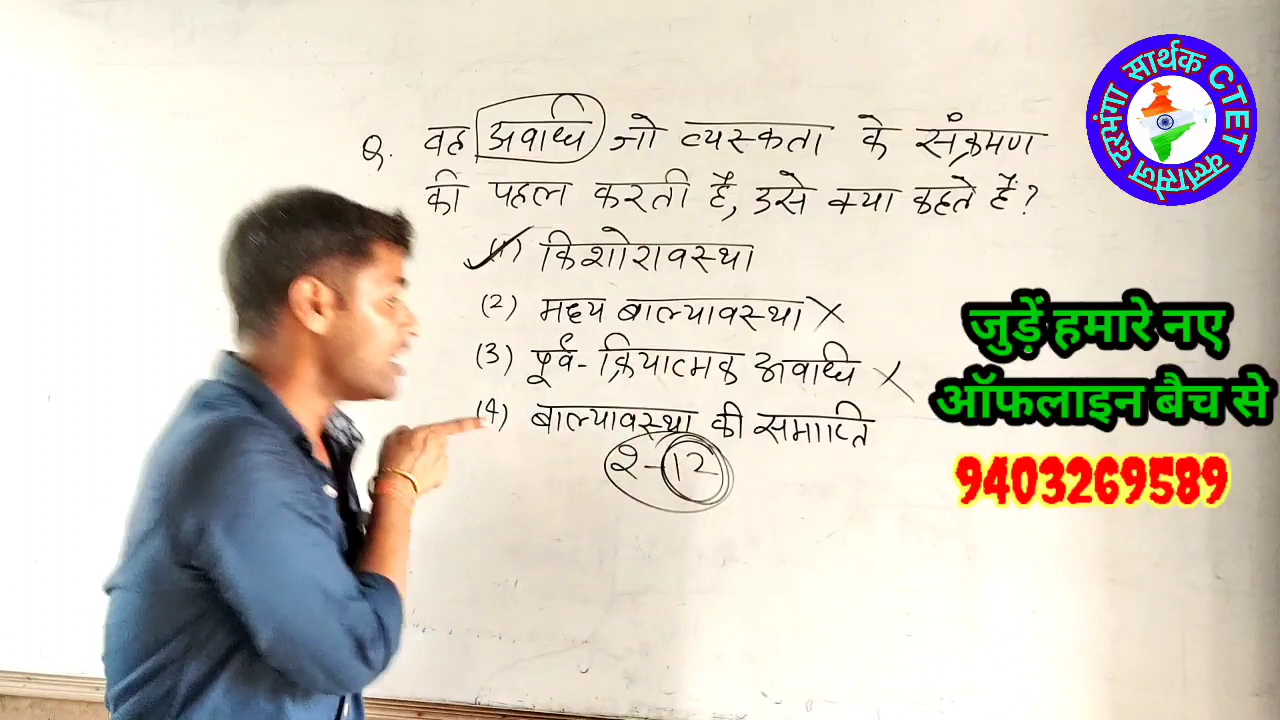 Q. वह अवधि जो व्यस्कता के संक्रमण
की पहल करती है, उसे क्या कहते हैं?
(1) किशोरावस्था
(2) मध्य बाल्यावस्था X
(3) पूर्व-क्रियात्मक अवधि X
(4) बाल्यावस्था की समाप्ति
2-12
सार्थक CTET क्लासेज दरभंगा
जुड़ें हमारे नए
ऑफलाइन बैच से
9403269589